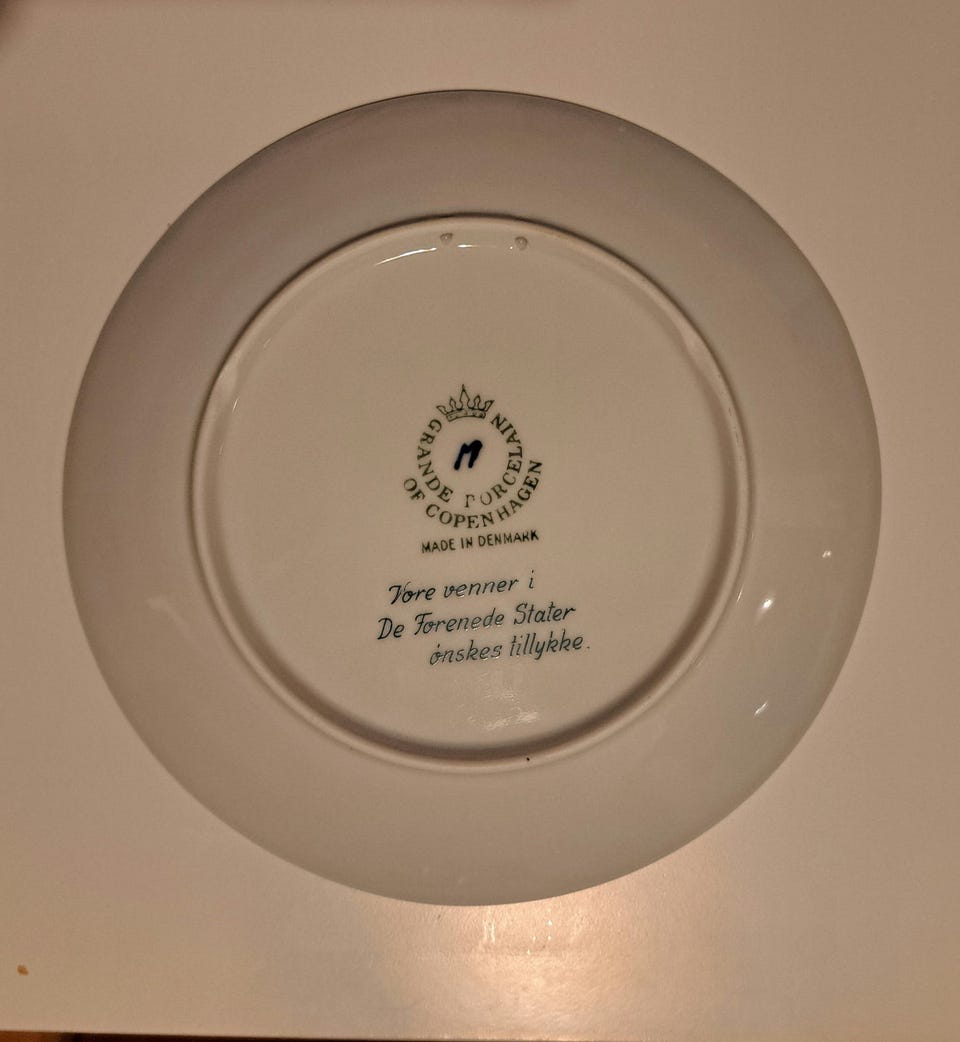 GRANDE PORCELAIN
OF COPENHAGEN
M
MADE IN DENMARK
Vore venner i
De Forenede Stater
ønskes tillykke.